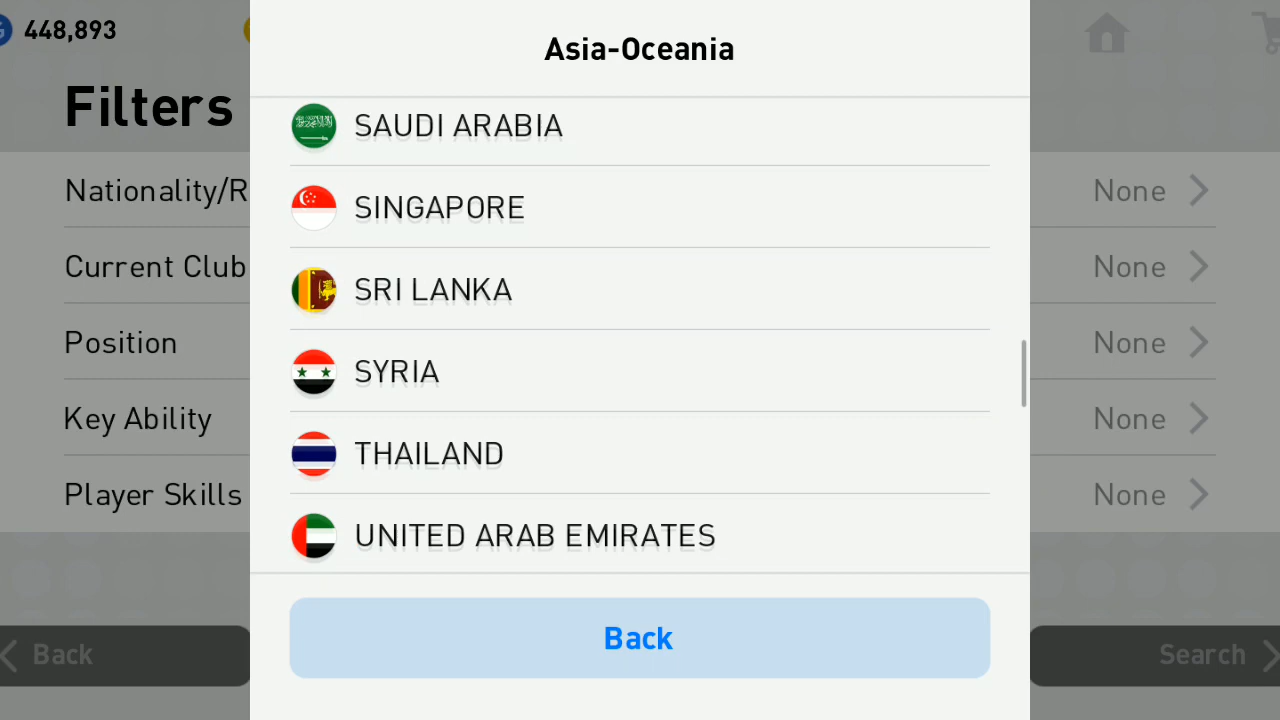 448,893
Asia-Oceania
Filters
SAUDI ARABIA
Nationality/R
None
SINGAPORE
Current Club
None
SRI LANKA
Position
None
SYRIA
Key Ability
None
THAILAND
Player Skills
None
UNITED ARAB EMIRATES
Back
Back
Search